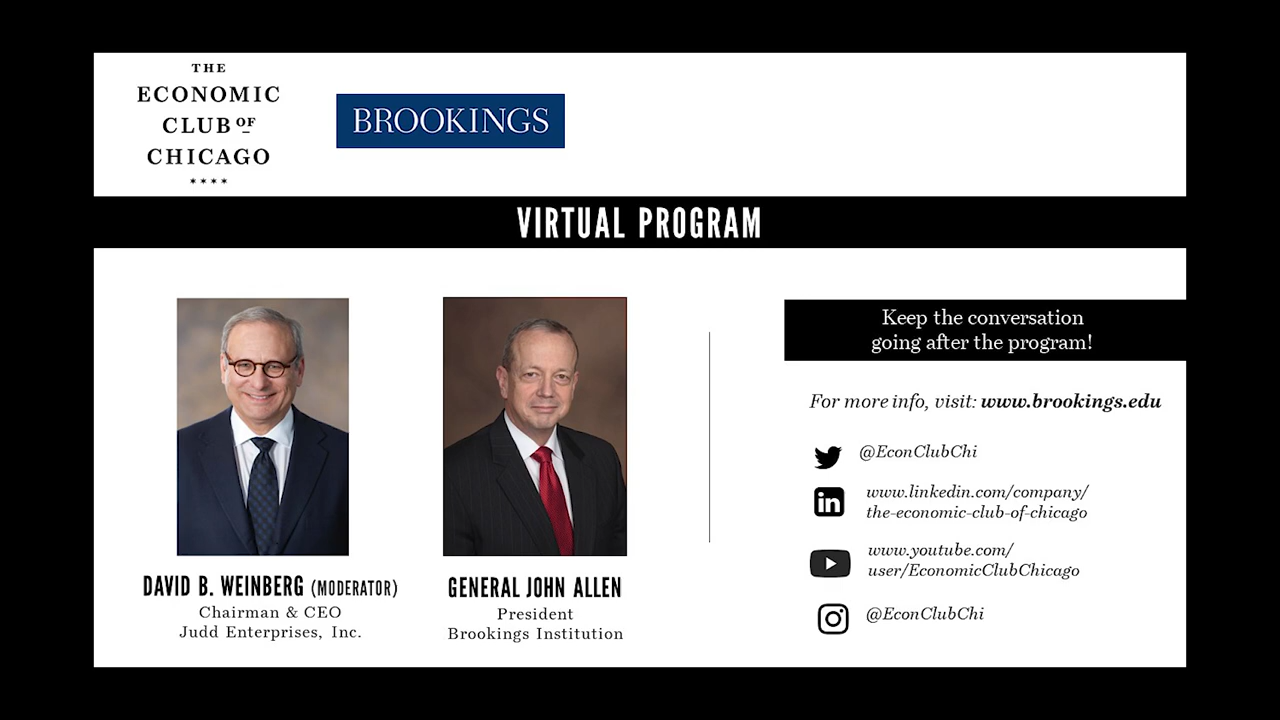 THE
ECONOMIC
CLUB OF
CHICAGO
BROOKINGS
VIRTUAL PROGRAM
DAVID B. WEINBERG (MODERATOR)
Chairman & CEO
Judd Enterprises, Inc.
GENERAL JOHN ALLEN
President
Brookings Institution
Keep the conversation
going after the program!
For more info, visit: www.brookings.edu
@EconClubChi
in
www.linkedin.com/company/
the-economic-club-of-chicago
www.youtube.com/
user/EconomicClubChicago
@EconClubChi